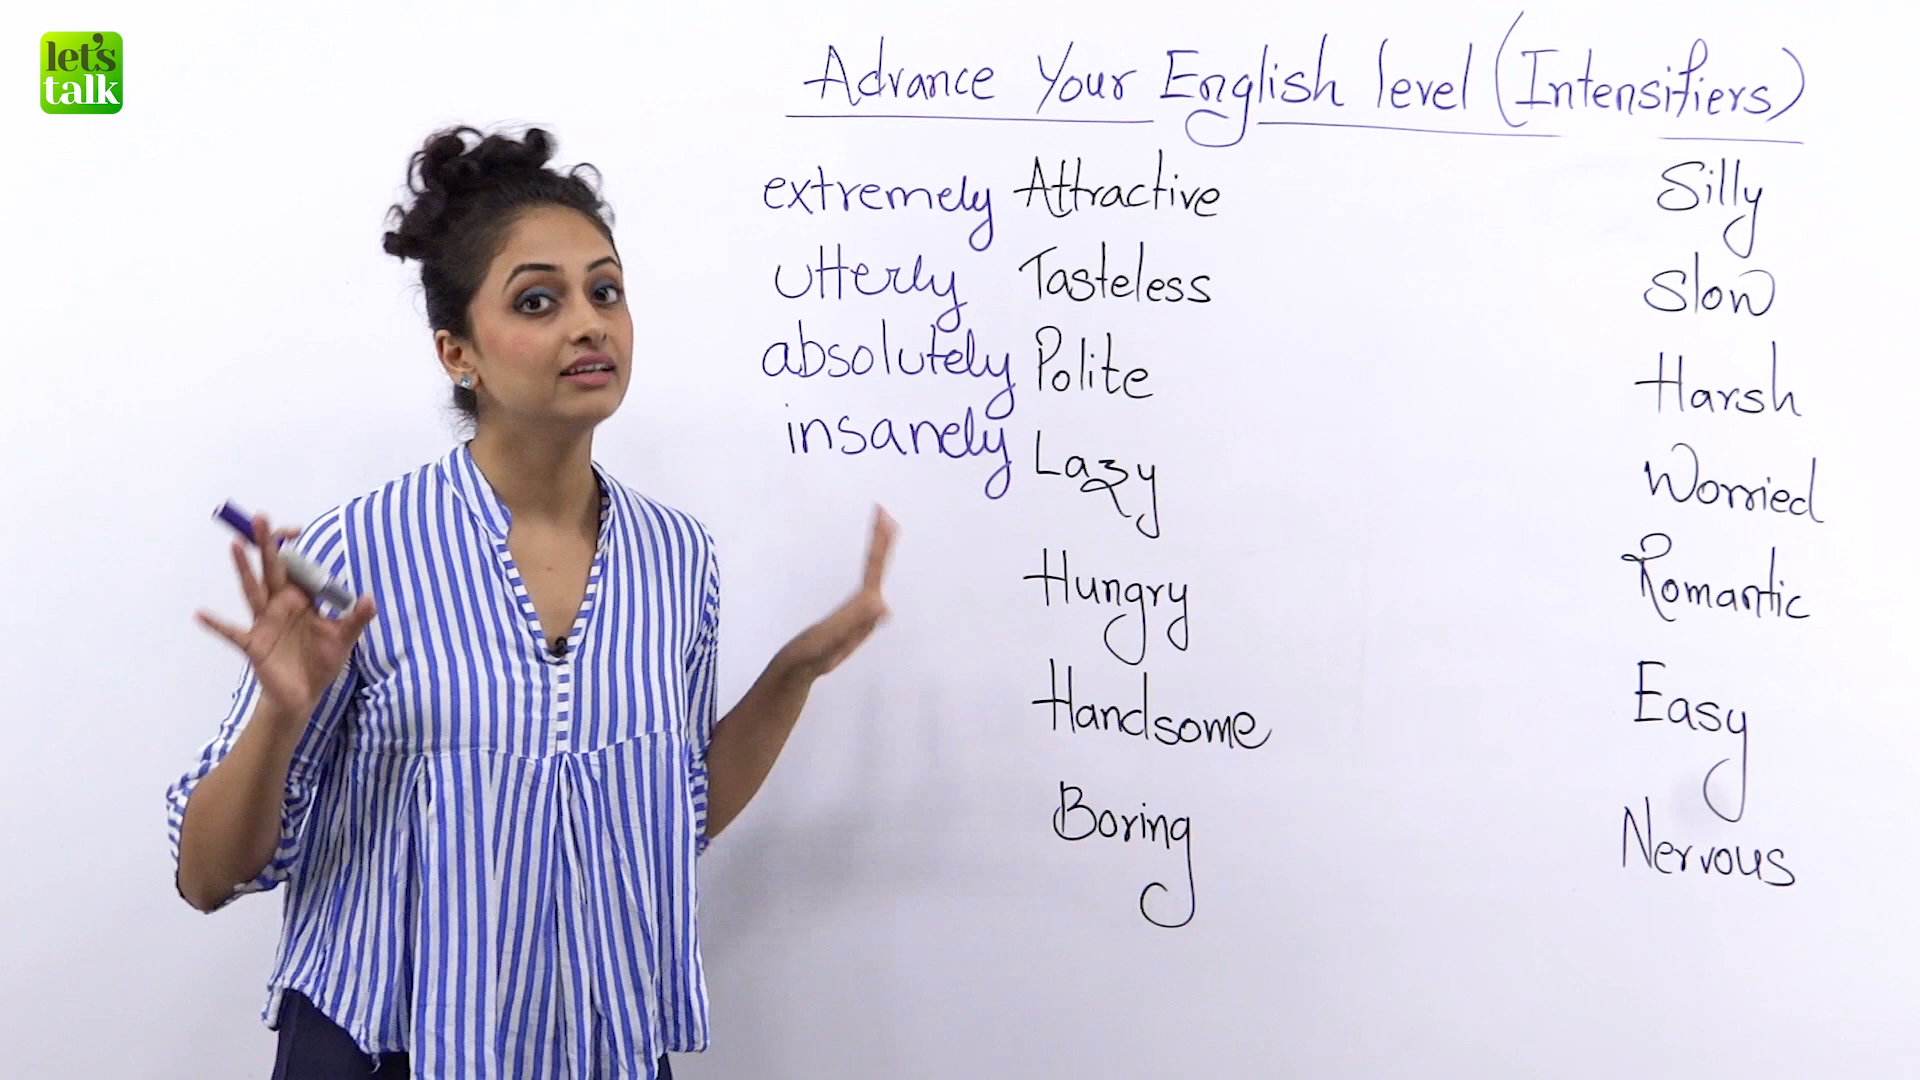 let's
talk
Advance Your English level (Intensifiers)
extremely Attractive Silly
utterly Tasteless Slow
absolutely Polite Harsh
insanely Lazy Worried
Hungry Romantic
Handsome Easy
Boring Nervous